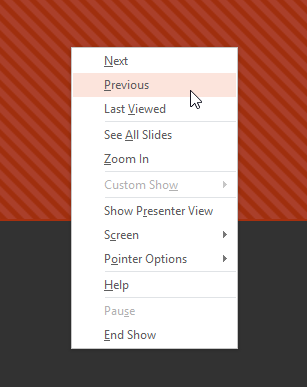 Next
Previous
Last Viewed
See All Slides
Zoom In
Custom Show
Show Presenter View
Screen
Pointer Options
Help
Pause
End Show